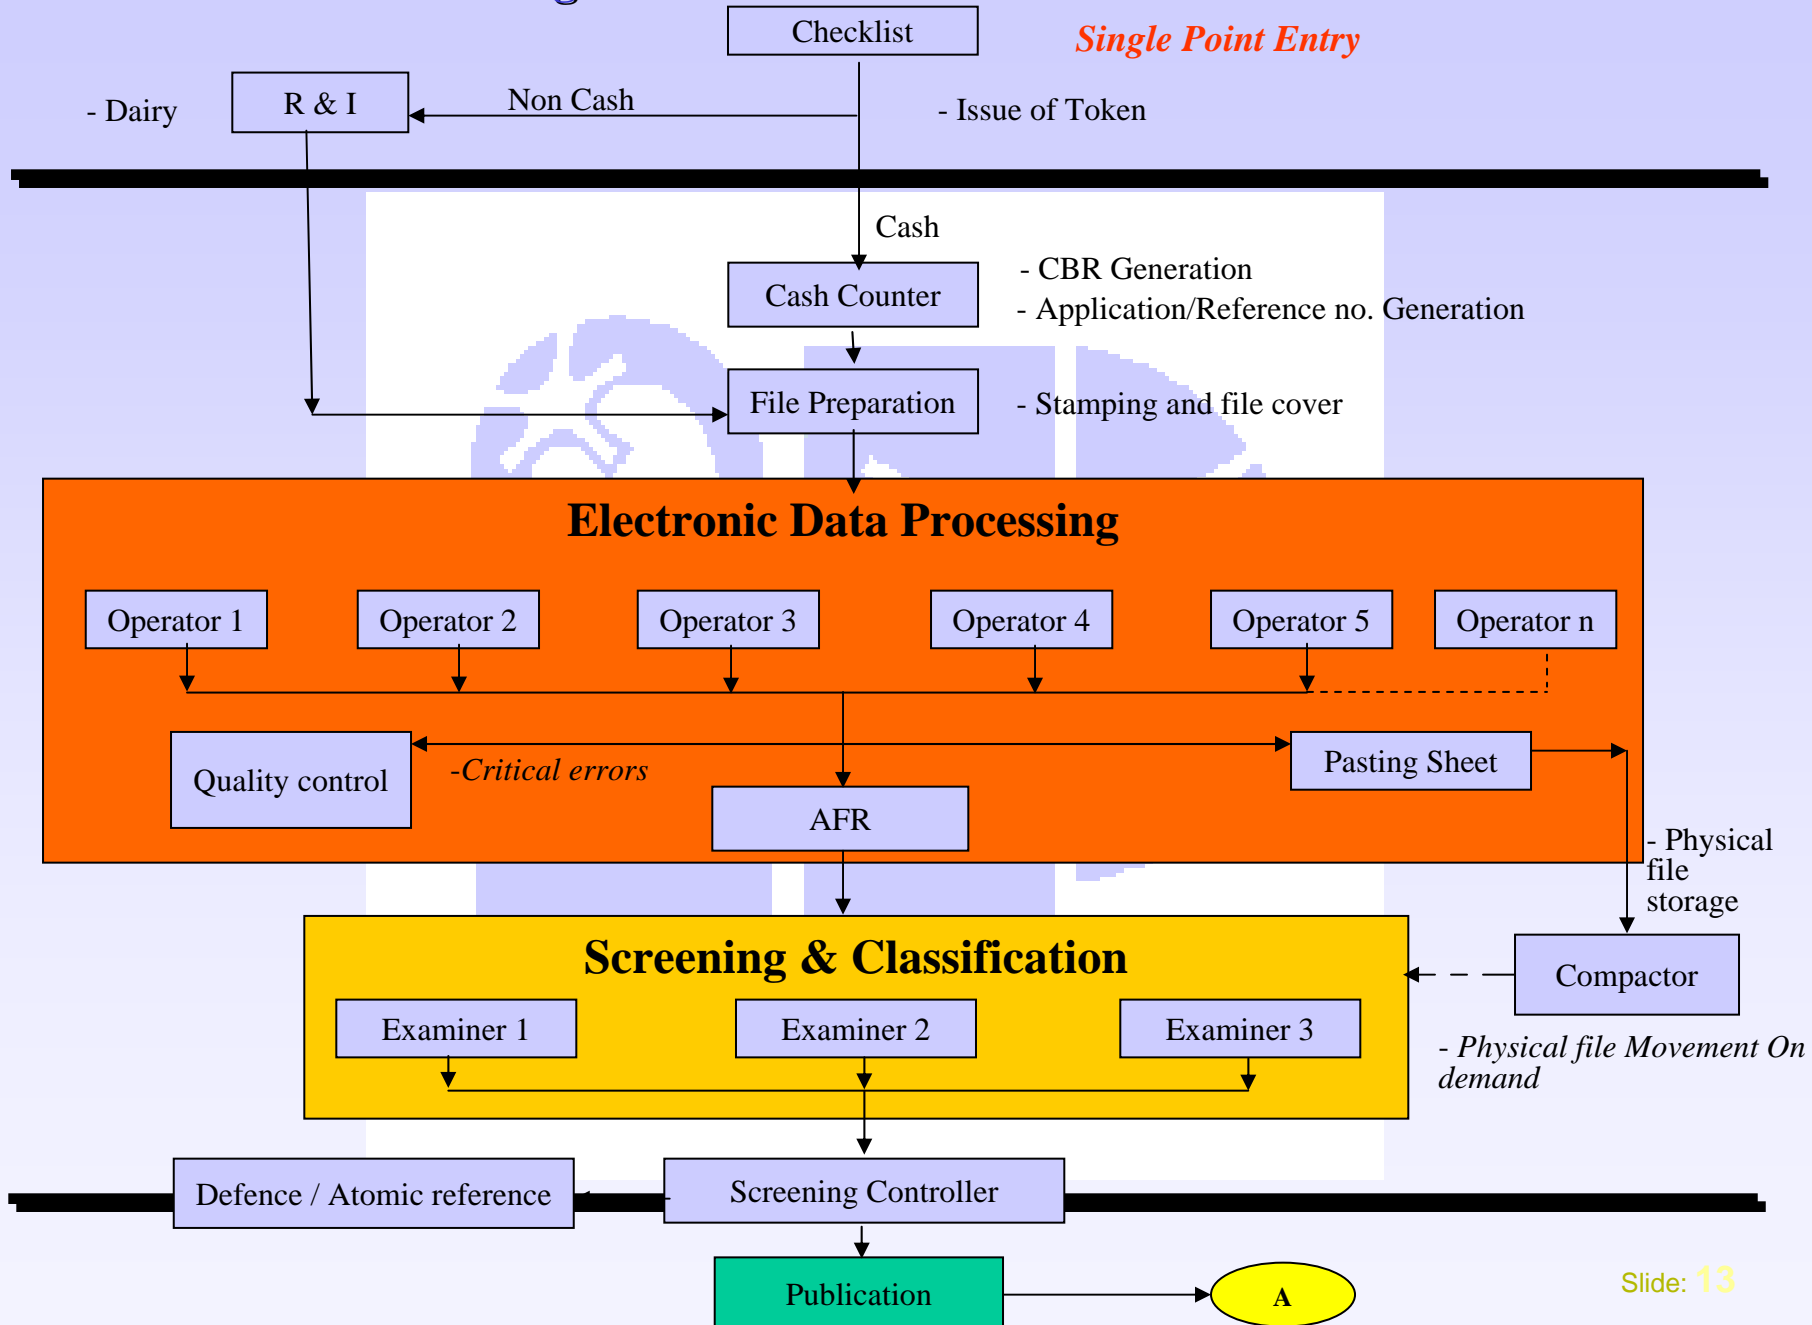 Checklist
Single Point Entry
- Dairy
R & I
Non Cash
- Issue of Token
Cash
Cash Counter
- CBR Generation
- Application/Reference no. Generation
File Preparation
- Stamping and file cover
Electronic Data Processing
Operator 1
Operator 2
Operator 3
Operator 4
Operator 5
Operator n
Quality control
-Critical errors
Pasting Sheet
AFR
- Physical
file
storage
Screening & Classification
Compactor
Examiner 1
Examiner 2
Examiner 3
- Physical file Movement On
demand
Defence / Atomic reference
Screening Controller
Publication
A
Slide: 13